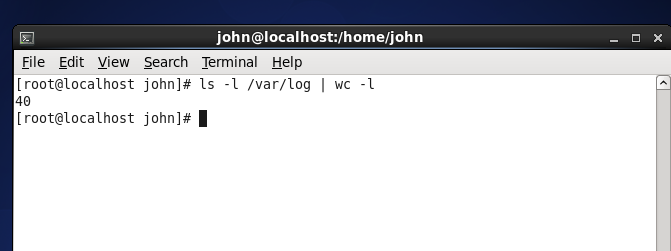 john@localhost:/home/john
File Edit View Search Terminal Help
[root@localhost john]# ls -l /var/log | wc -l
40
[root@localhost john]#